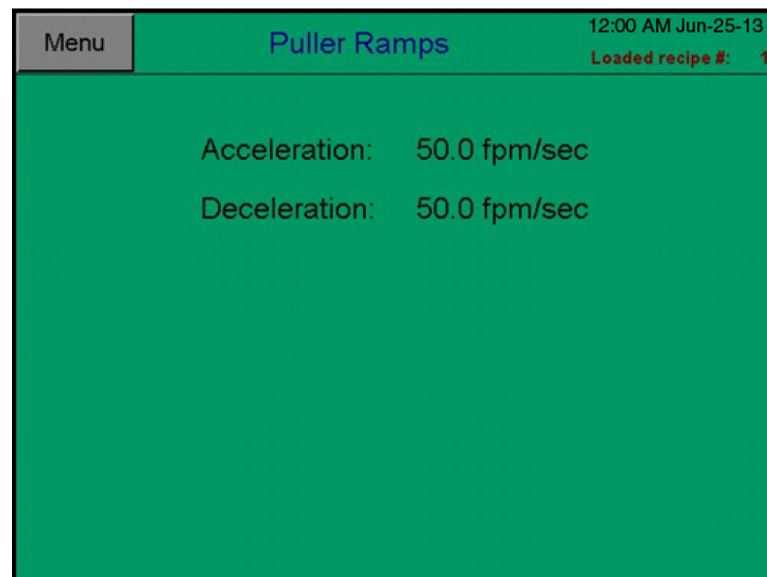 Menu
Puller Ramps
12:00 AM Jun-25-13
Loaded recipe #: 1
Acceleration: 50.0 fpm/sec
Deceleration: 50.0 fpm/sec